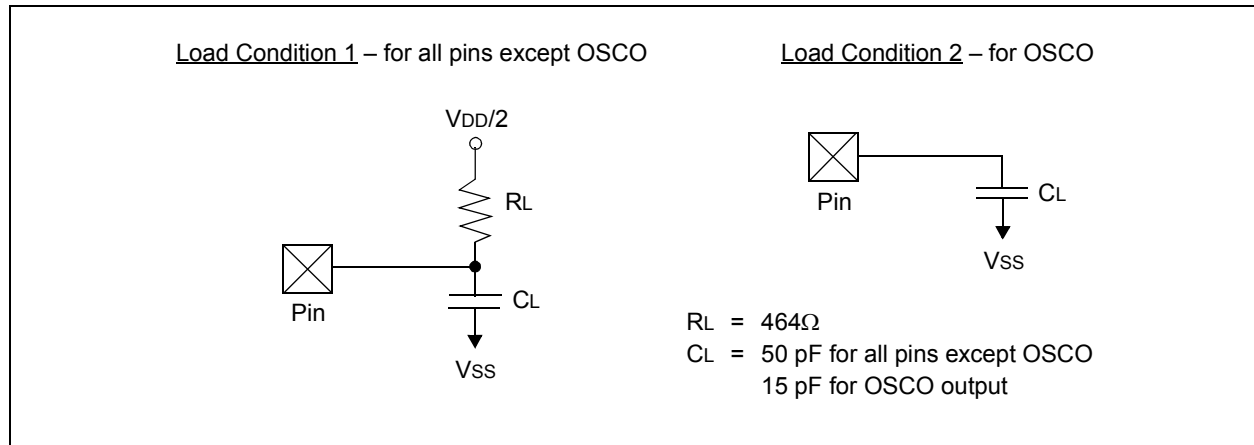 Load Condition 1 – for all pins except OSCO
Load Condition 2 – for OSCO
VDD/2
RL
Pin
CL
VSS
Pin
CL
VSS
RL = 464Ω
CL = 50 pF for all pins except OSCO
15 pF for OSCO output